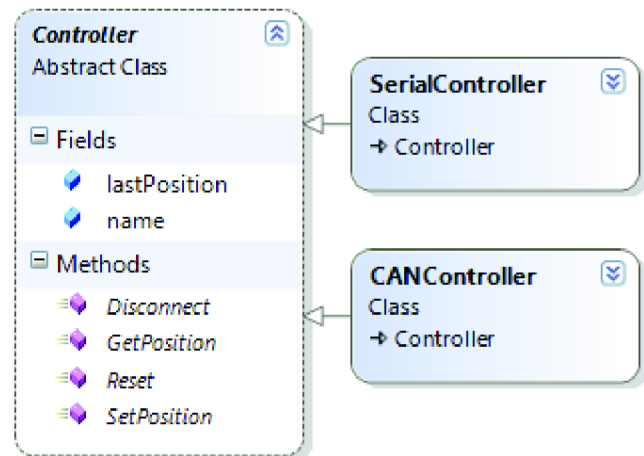 Controller
Abstract Class
Fields
lastPosition
name
Methods
Disconnect
GetPosition
Reset
SetPosition
SerialController
Class
Controller
CANController
Class
Controller